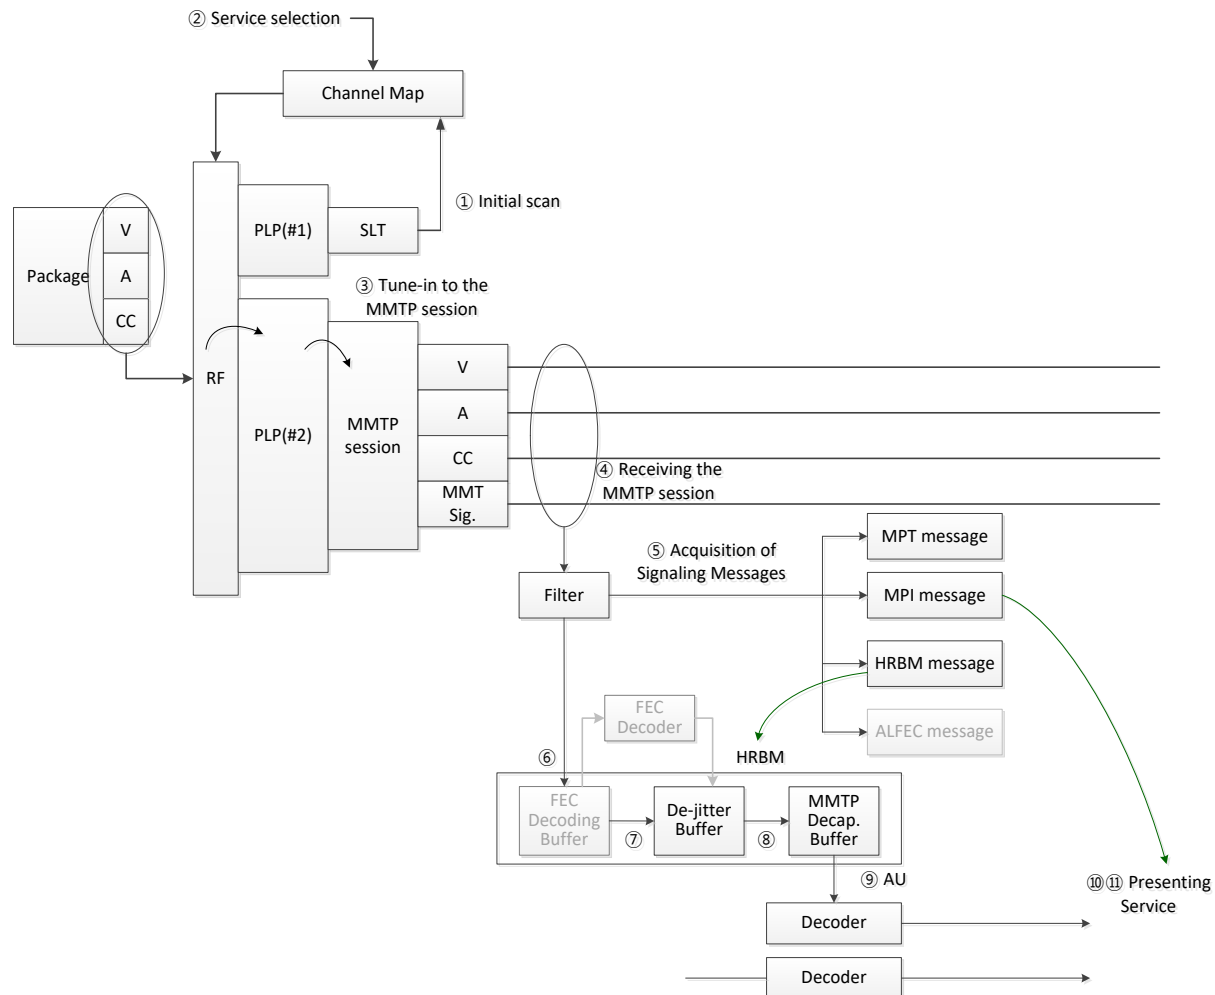 ② Service selection
Channel Map
① Initial scan
PLP(#1)
SLT
V
Package
A
CC
③ Tune-in to the
MMTP session
RF
PLP(#2)
MMTP
session
V
A
CC
MMT
Sig.
④ Receiving the
MMTP session
⑤ Acquisition of
Signaling Messages
Filter
MPT message
MPI message
HRBM message
ALFEC message
FEC
Decoder
HRBM
⑥
FEC
Decoding
Buffer
⑦
De-jitter
Buffer
⑧
MMTP
Decap.
Buffer
⑨ AU
⑩⑪ Presenting
Service
Decoder
Decoder